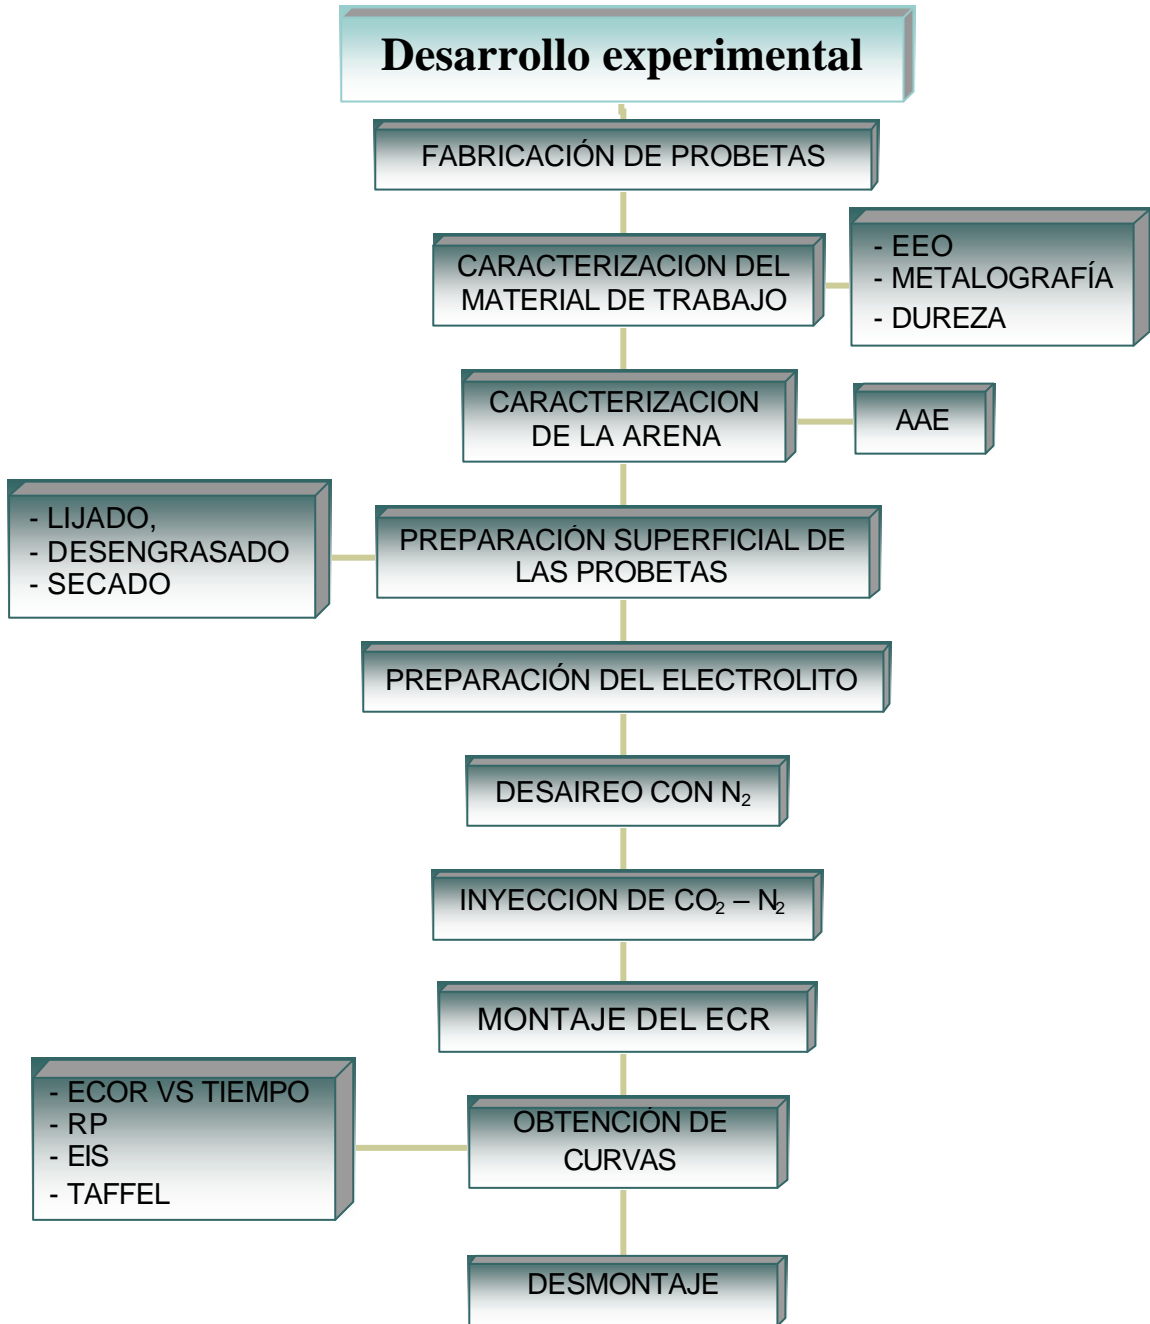 Desarrollo experimental
FABRICACIÓN DE PROBETAS
CARACTERIZACION DEL
MATERIAL DE TRABAJO
- EEO
- METALOGRAFÍA
- DUREZA
CARACTERIZACION
DE LA ARENA
AAE
- LIJADO,
- DESENGRASADO
- SECADO
PREPARACIÓN SUPERFICIAL DE
LAS PROBETAS
PREPARACIÓN DEL ELECTROLITO
DESAIREO CON N₂
INYECCION DE CO₂ – N₂
MONTAJE DEL ECR
- ECOR VS TIEMPO
- RP
- EIS
- TAFFEL
OBTENCIÓN DE
CURVAS
DESMONTAJE